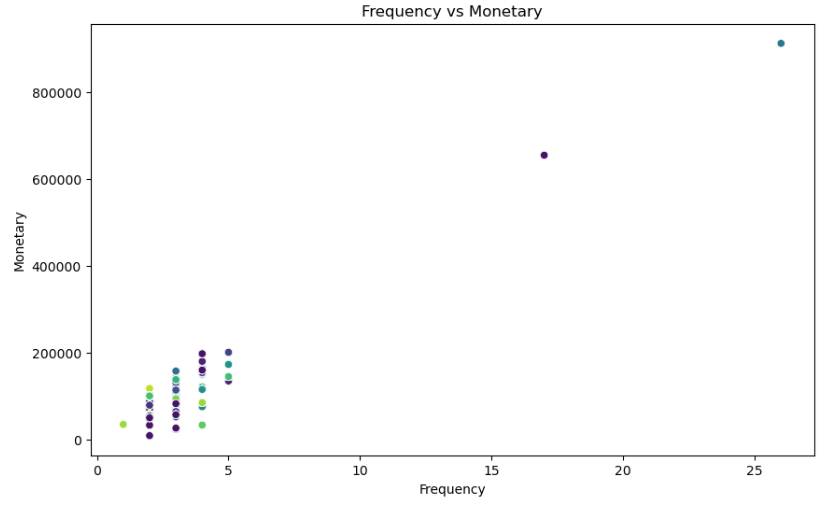 Frequency vs Monetary
800000
600000
400000
200000
0
Monetary
0 5 10 15 20 25
Frequency